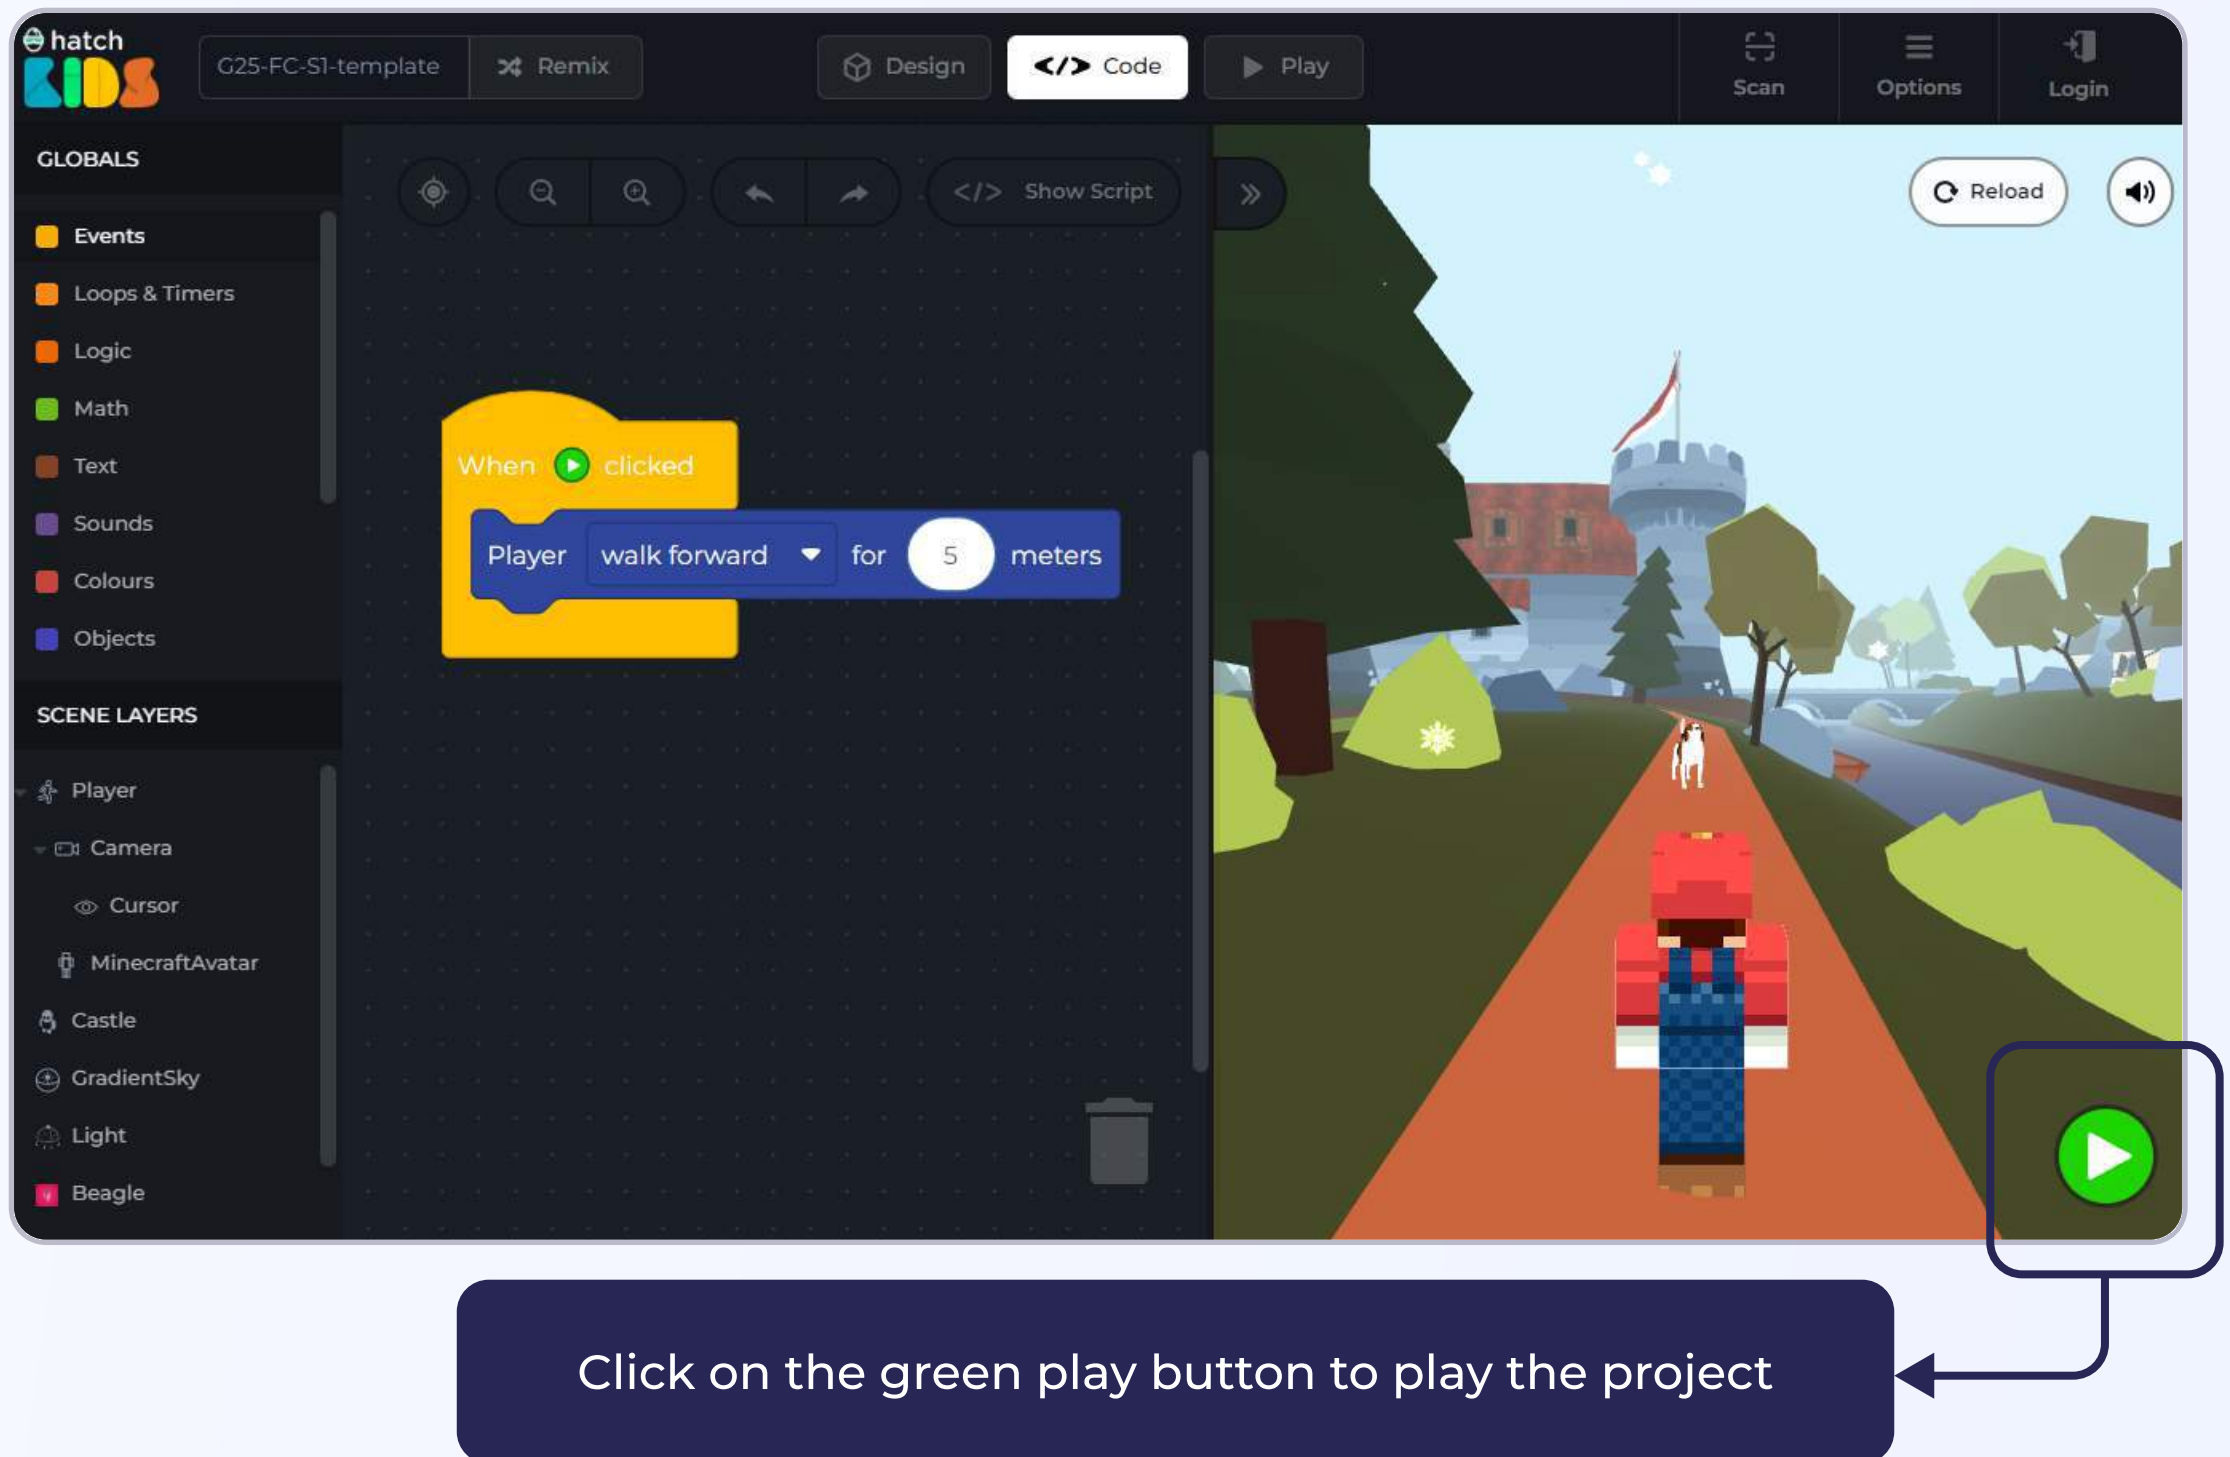 hatch
KIDS
G25-FC-S1-template
Remix
Design
</> Code
Play
Scan
Options
Login
GLOBALS
Events
Loops & Timers
Logic
Math
Text
Sounds
Colours
Objects
</> Show Script
Reload
When clicked
Player walk forward for 5 meters
SCENE LAYERS
Player
Camera
Cursor
MinecraftAvatar
Castle
GradientSky
Light
Beagle
Click on the green play button to play the project